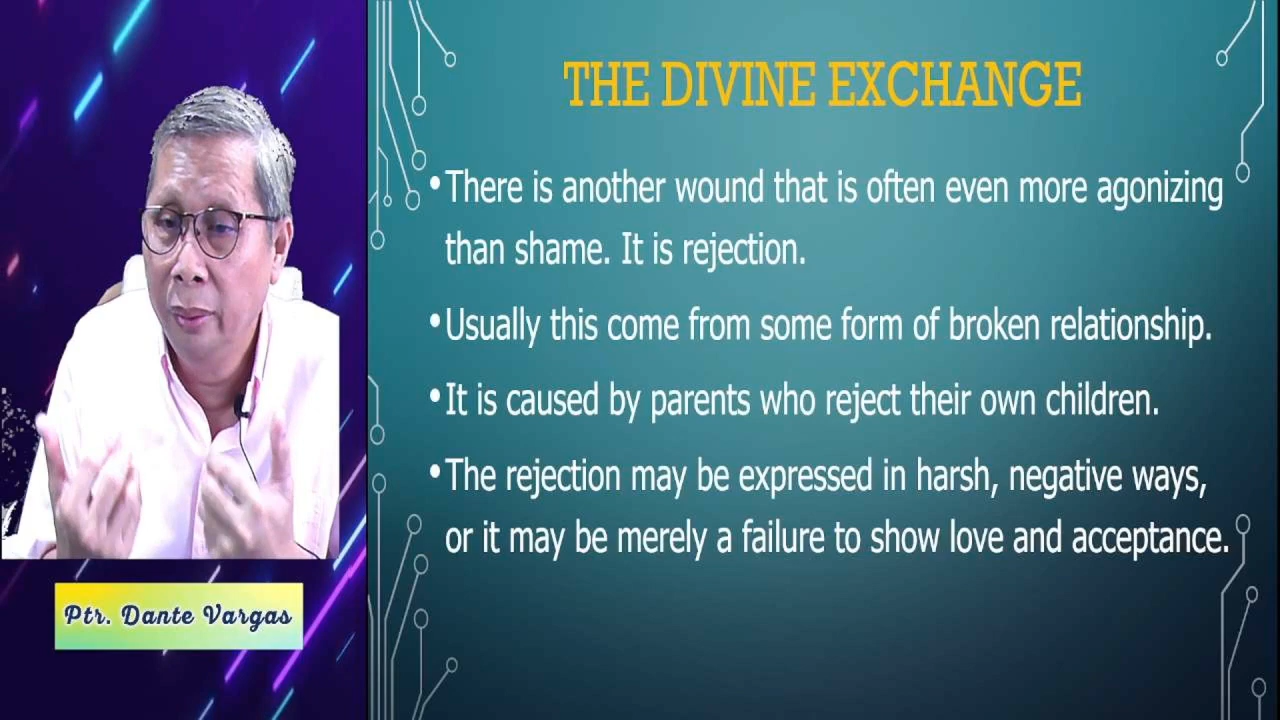 THE DIVINE EXCHANGE
•There is another wound that is often even more agonizing
than shame. It is rejection.
•Usually this come from some form of broken relationship.
•It is caused by parents who reject their own children.
•The rejection may be expressed in harsh, negative ways,
or it may be merely a failure to show love and acceptance.
Ptr. Dante Vargas